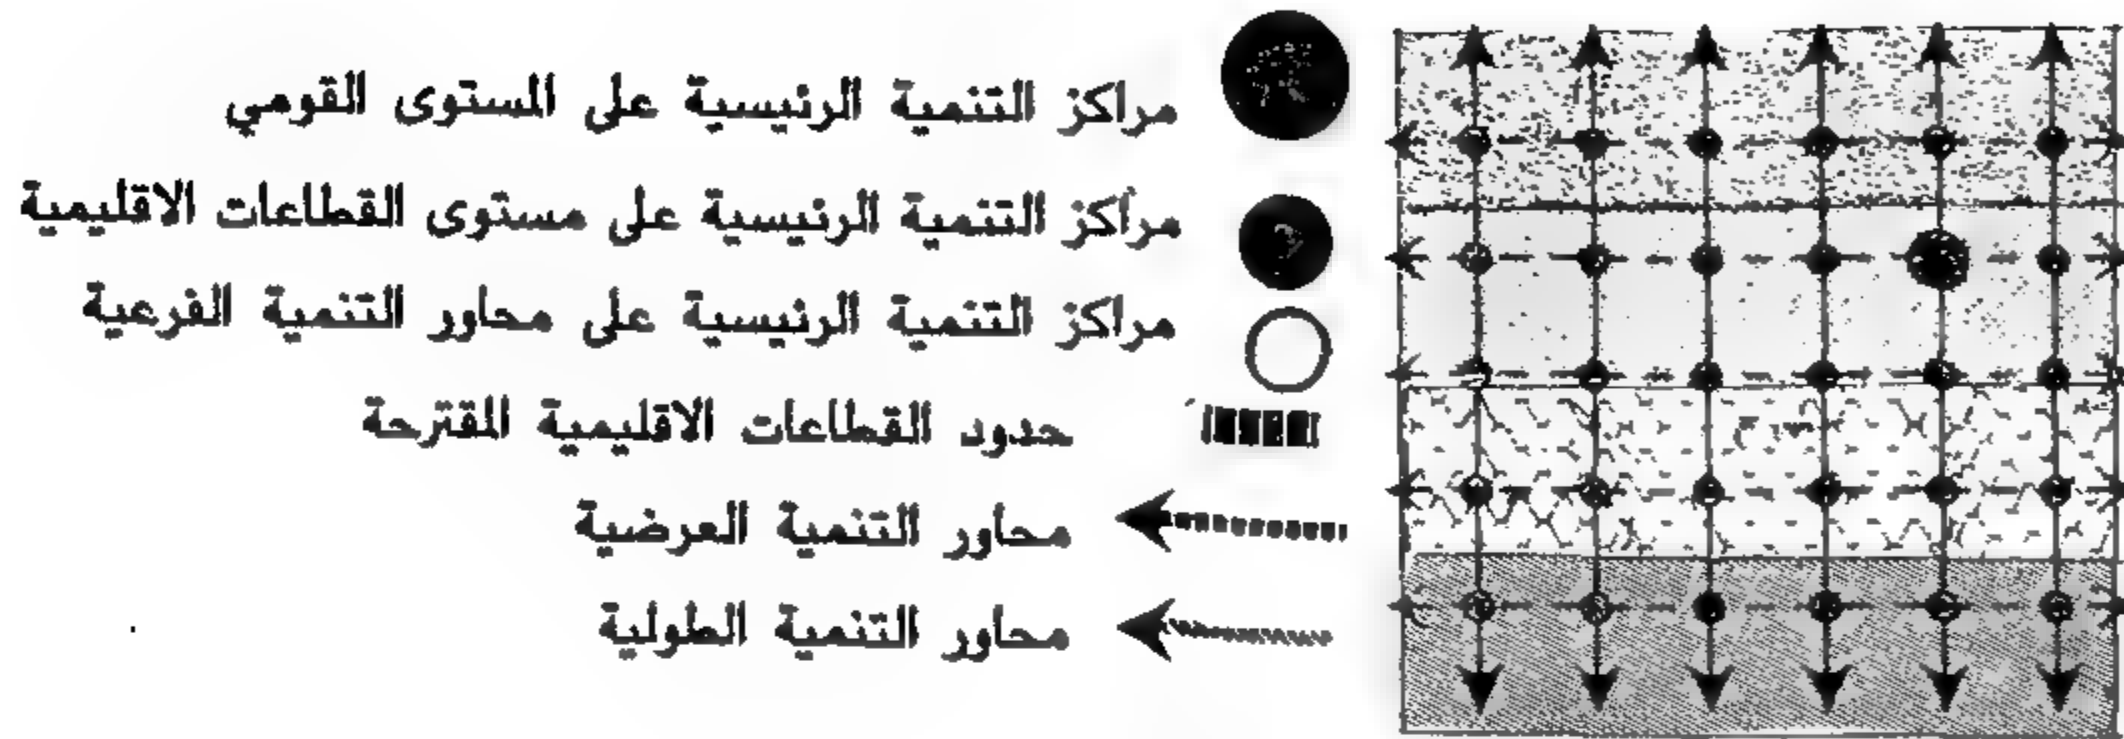 مراكز التنمية الرئيسية على المستوى القومي
مراكز التنمية الرئيسية على مستوى القطاعات الاقليمية
مراكز التنمية الرئيسية على محاور التنمية الفرعية
حدود القطاعات الاقليمية المقترحة
محاور التنمية العرضية
محاور التنمية الطولية